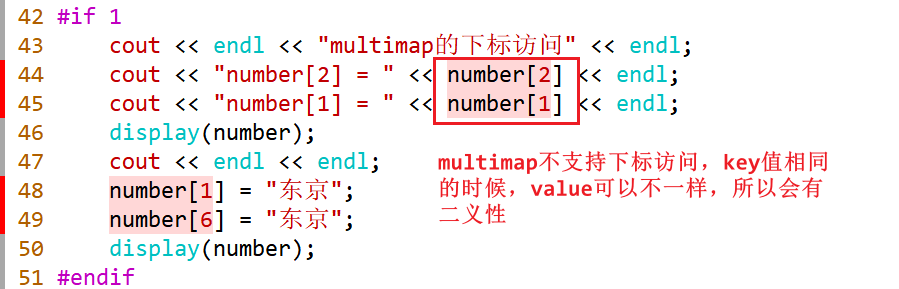 42 #if 1
43     cout << endl << "multimap的下标访问" << endl;
44     cout << "number[2] = " << number[2] << endl;
45     cout << "number[1] = " << number[1] << endl;
46     display(number);
47     cout << endl << endl;
48     number[1] = "东京";
49     number[6] = "东京";
50     display(number);
51 #endif
multimap不支持下标访问，key值相同
的时候，value可以不一样，所以会有
二义性